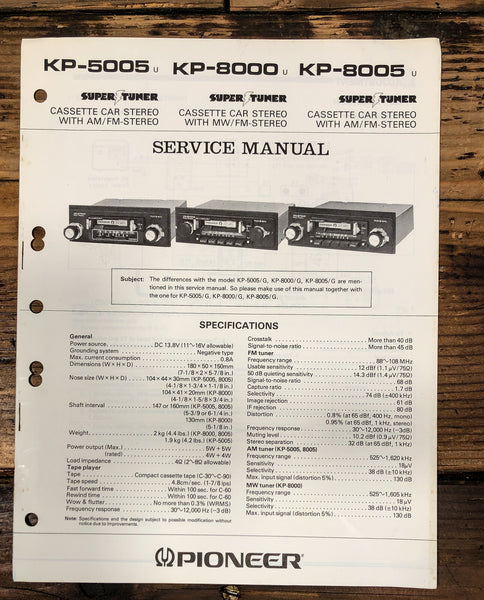 KP-5005 U KP-8000 U KP-8005 U
SUPER TUNER SUPER TUNER SUPER TUNER
CASSETTE CAR STEREO CASSETTE CAR STEREO CASSETTE CAR STEREO
WITH AM/FM-STEREO WITH MW/FM-STEREO WITH AM/FM-STEREO
SERVICE MANUAL
Subject: The differences with the model KP-5005/G, KP-8000/G, KP-8005/G are men-
tioned in this service manual. So please make use of this manual together with
the one for KP-5005/G, KP-8000/G, KP-8005/G.
SPECIFICATIONS
General
Power source. DC 13.8V (11~16V allowable)
Grounding system Negative type
Max. current consumption 0.8A
Dimensions (W × H × D) 180 × 50 × 150mm
(7-1/8 × 2 × 5-7/8 in.)
Nose size (W × H × D) 104 × 44 × 30mm (KP-5005, 8005)
(4-1/8 × 1-3/4 × 1-1/8 in.)
104 × 41 × 20mm (KP-8000)
(4-1/8 × 1-5/8 × 3/4 in.)
Shaft interval 147 or 160mm (KP-5005, 8005)
(5-3/9 or 6-1/4 in.)
130mm (KP-8000)
(5-1/8 in.)
Weight. 2 kg (4.4 lbs.) (KP-8000, 8005)
1.9 kg (4.2 lbs.) (KP-5005)
Power output (Max.) 5W + 5W
(rated) 4W + 4W
Load impedance 4Ω (2~8Ω allowable)
Tape player
Tape Compact cassette tape (C-30~C-90)
Tape speed 4.8cm/sec. (1-7/8 ips)
Fast forward time Within 100 sec. for C-60
Rewind time Within 100 sec. for C-60
Wow & flutter No more than 0.3% (WRMS)
Frequency response 30~12,000 Hz (−3 dB)
Note: Specifications and the design subject to possible modification without
notice due to improvements.
Crosstalk More than 40 dB
Signal-to-noise ratio More than 45 dB
FM tuner
Frequency range 88~108 MHz
Usable sensitivity 12 dBf (1.1 μV/75Ω)
50 dB quieting sensitivity 14.3 dBf (1.4 μV/75Ω)
Signal-to-noise ratio 68 dB
Capture ratio 1.7 dB
Selectivity 74 dB (±400 kHz)
Image rejection 61 dB
IF rejection 80 dB
Distortion 0.8% (at 65 dBf, 400 Hz, mono)
0.95% (at 65 dBf, 1 kHz, stereo)
Frequency response 30~12,000 Hz (−3 dB)
Muting level 10.2 dBf (0.9 μV/75Ω)
Stereo separation 32 dB (at 65 dBf, 1 kHz)
AM tuner (KP-5005, 8005)
Frequency range 525~1,620 kHz
Sensitivity 18μV
Selectivity 38 dB (±10 kHz)
Max. input signal (distortion 5%) 130 dB
MW tuner (KP-8000)
Frequency range 525~1,605 kHz
Sensitivity 18 μV
Selectivity 38 dB (±10 kHz)
Max. input signal (distortion 5%) 130 dB
PIONEER